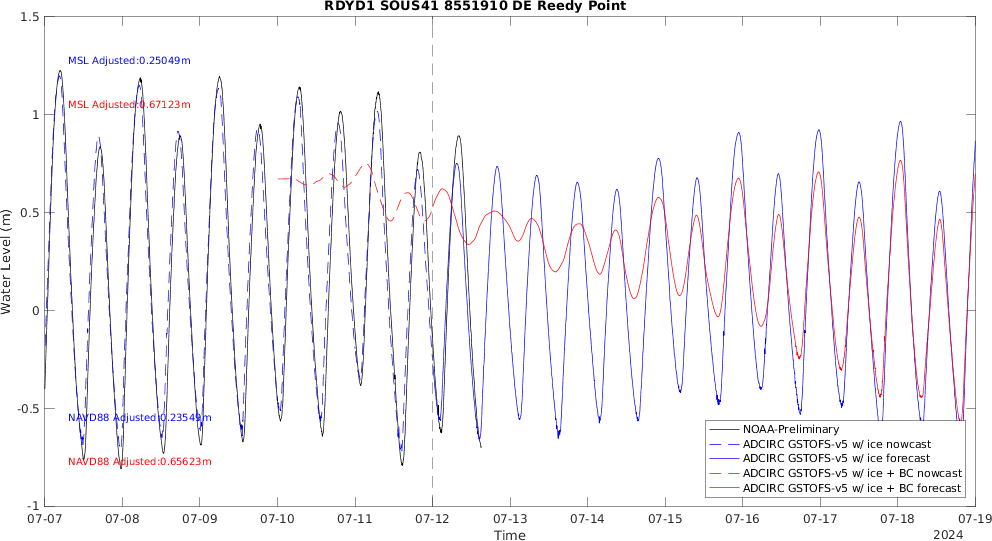 RDYD1 SOUS41 8551910 DE Reedy Point
1.5
1
0.5
0
-0.5
-1
Water Level (m)
MSL Adjusted:0.25049m
MSL Adjusted:0.67123m
NAVD88 Adjusted:0.23549m
NAVD88 Adjusted:0.65623m
NOAA-Preliminary
ADCIRC GSTOFS-v5 w/ ice nowcast
ADCIRC GSTOFS-v5 w/ ice forecast
ADCIRC GSTOFS-v5 w/ ice + BC nowcast
ADCIRC GSTOFS-v5 w/ ice + BC forecast
07-07 07-08 07-09 07-10 07-11 07-12 07-13 07-14 07-15 07-16 07-17 07-18 07-19
Time
2024